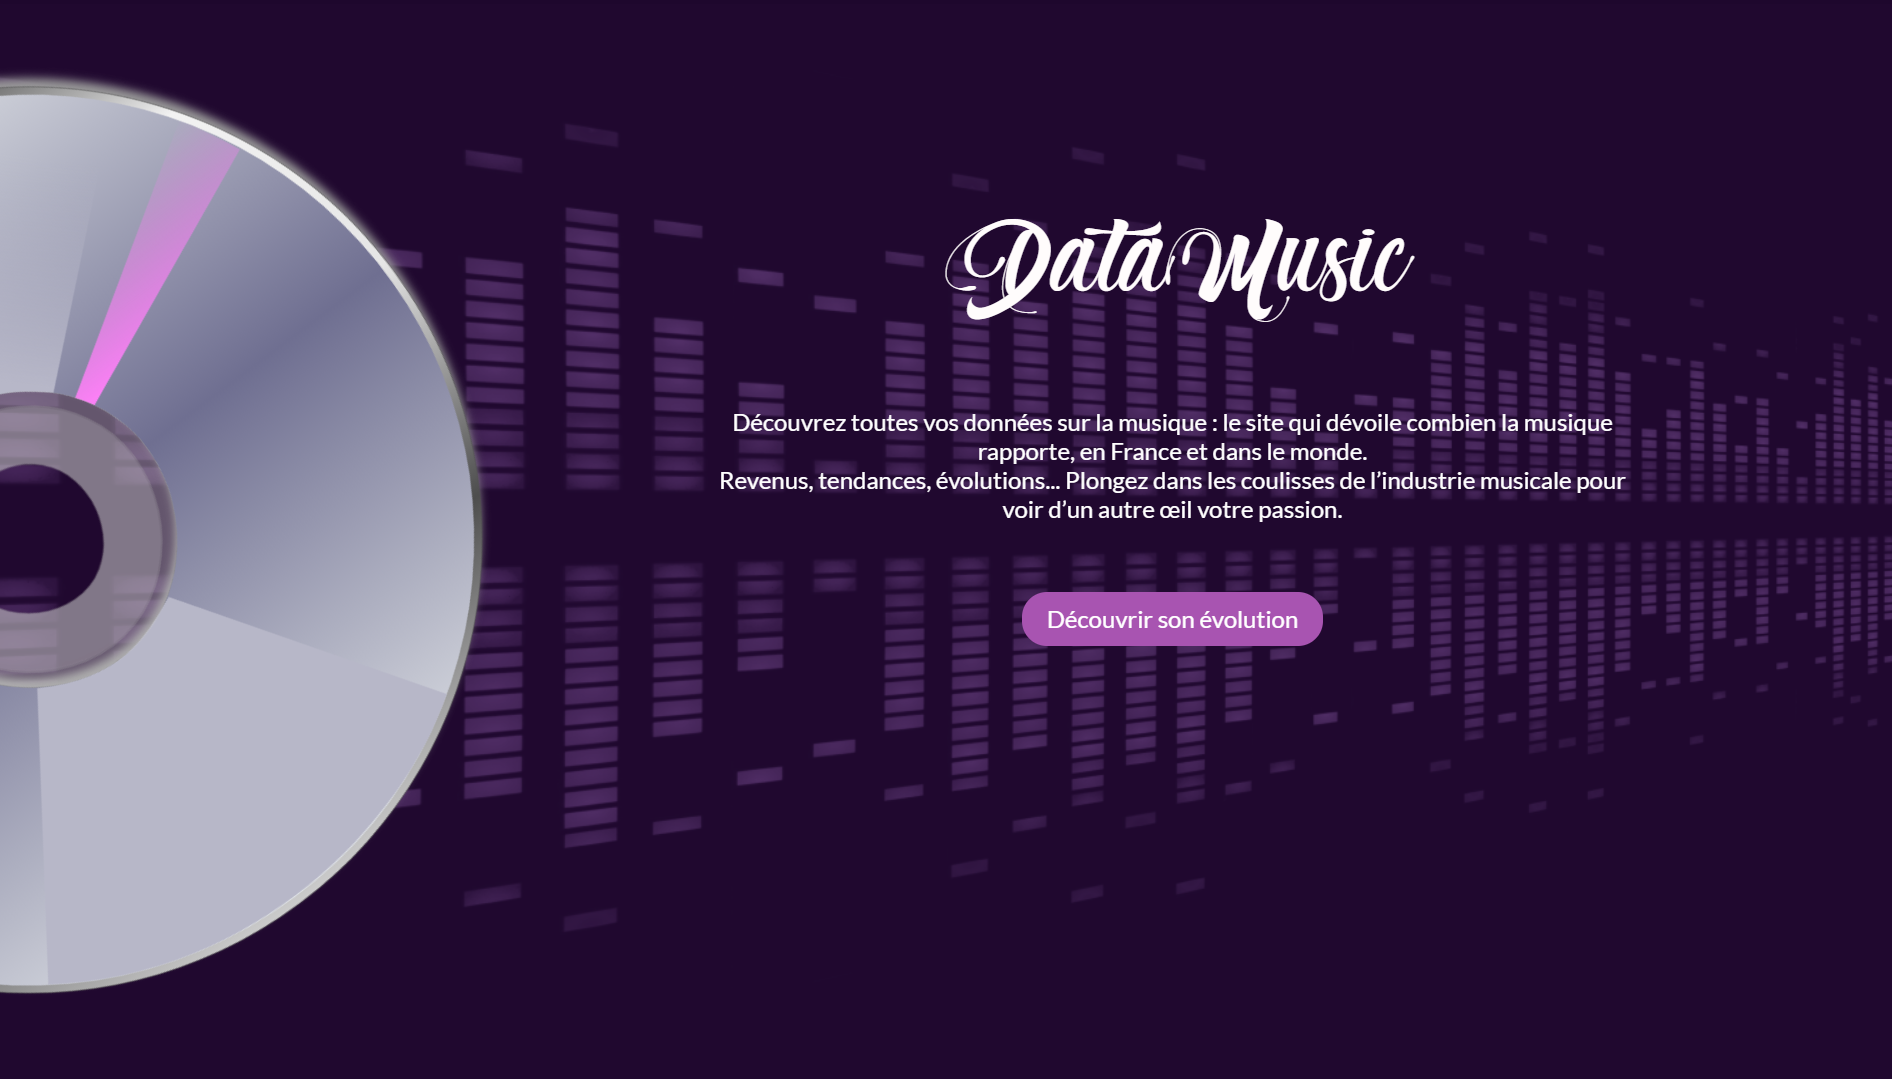 Data Music
Découvrez toutes vos données sur la musique : le site qui dévoile combien la musique
rapporte, en France et dans le monde.
Revenus, tendances, évolutions... Plongez dans les coulisses de l’industrie musicale pour
voir d’un autre œil votre passion.
Découvrir son évolution